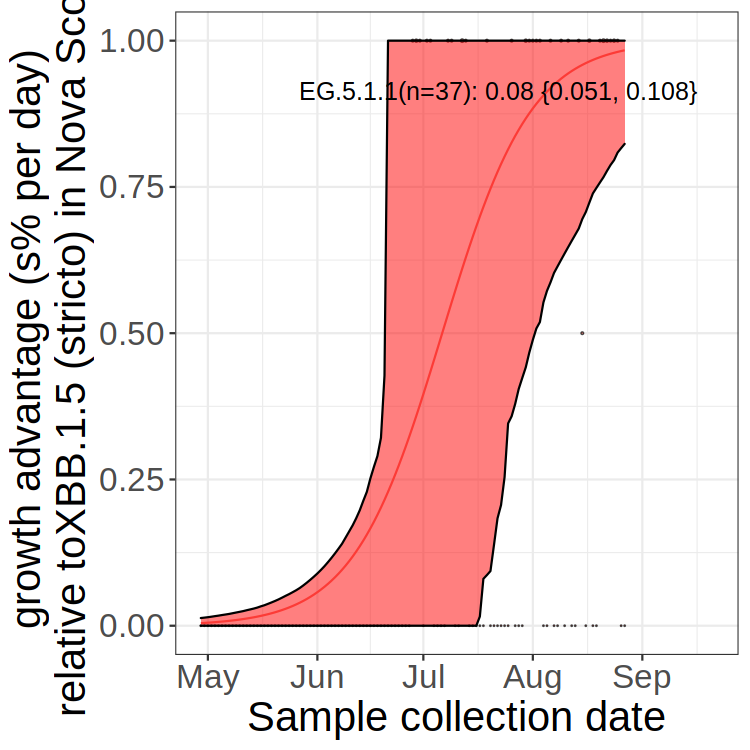 growth advantage (s% per day)
relative toXBB.1.5 (stricto) in Nova Sco
1.00
0.75
0.50
0.25
0.00
EG.5.1.1(n=37): 0.08 {0.051, 0.108}
May Jun Jul Aug Sep
Sample collection date